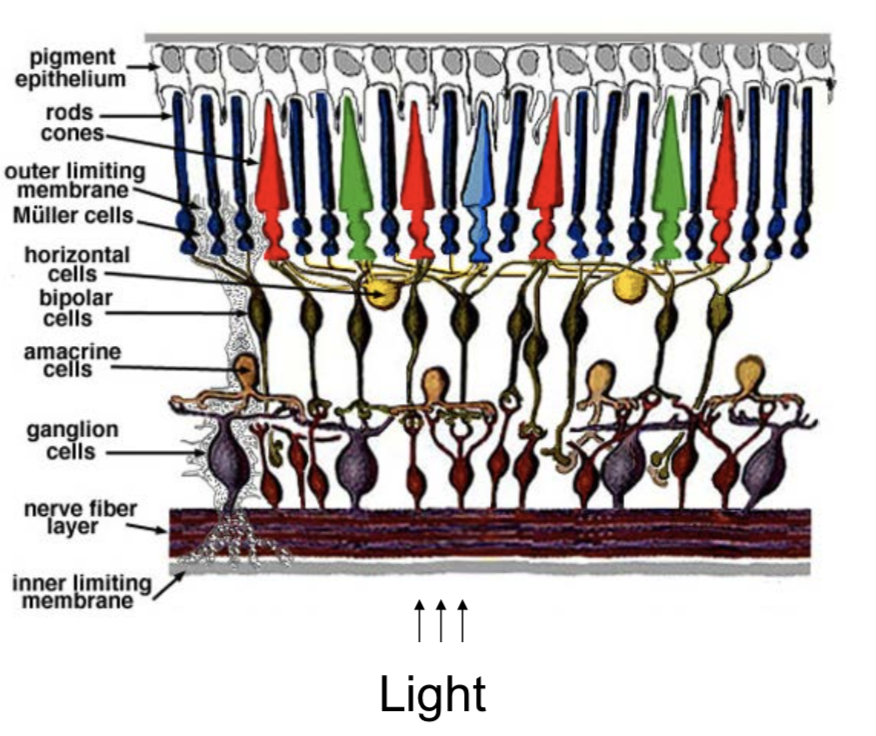 pigment
epithelium
rods
cones
outer limiting
membrane
Müller cells
horizontal
cells
bipolar
cells
amacrine
cells
ganglion
cells
nerve fiber
layer
inner limiting
membrane
Light